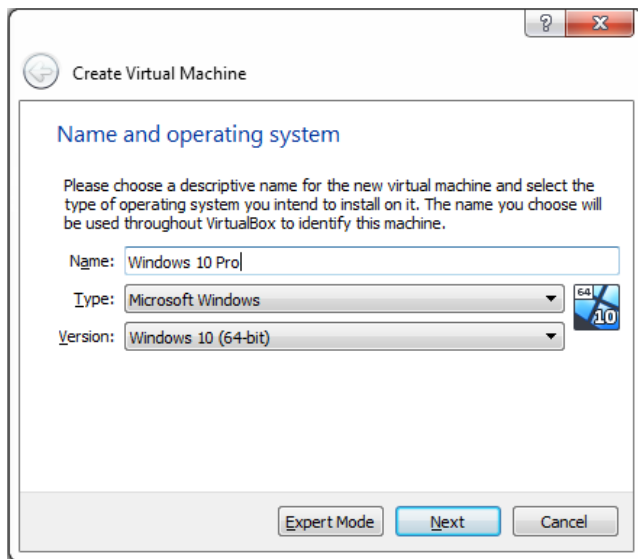 ?
X
Create Virtual Machine
Name and operating system
Please choose a descriptive name for the new virtual machine and select the
type of operating system you intend to install on it. The name you choose will
be used throughout VirtualBox to identify this machine.
Name: Windows 10 Pro
Type: Microsoft Windows
64
10
Version: Windows 10 (64-bit)
Expert Mode Next Cancel